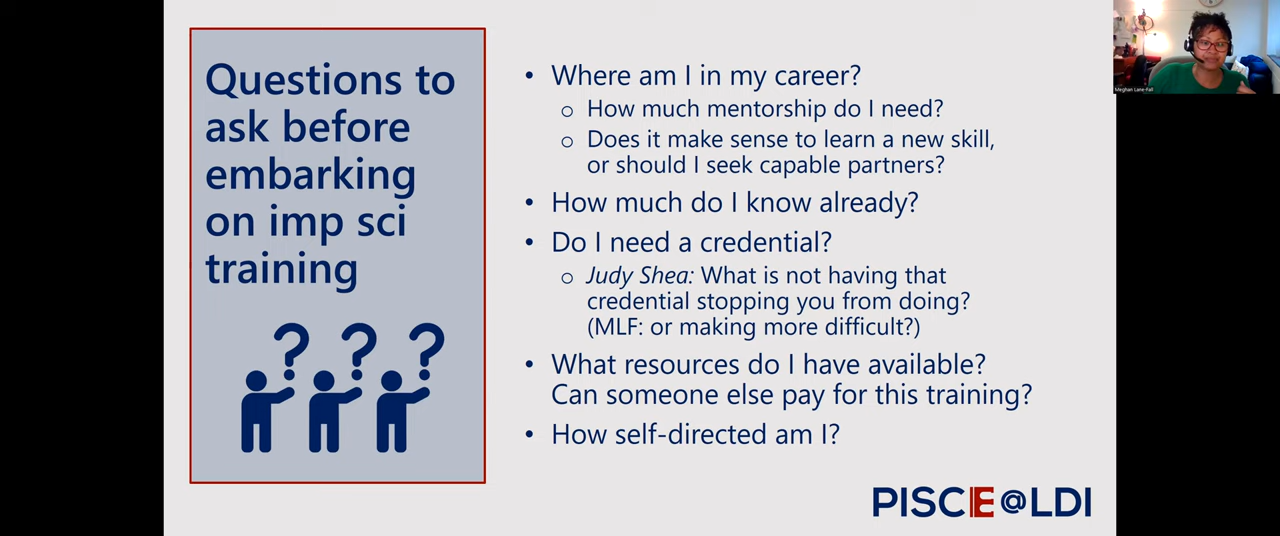 Questions to
ask before
embarking
on imp sci
training
? ? ?
• Where am I in my career?
o How much mentorship do I need?
o Does it make sense to learn a new skill,
or should I seek capable partners?
• How much do I know already?
• Do I need a credential?
o Judy Shea: What is not having that
credential stopping you from doing?
(MLF: or making more difficult?)
• What resources do I have available?
Can someone else pay for this training?
• How self-directed am I?
PISCE@LDI
Meghan Lane-Fall